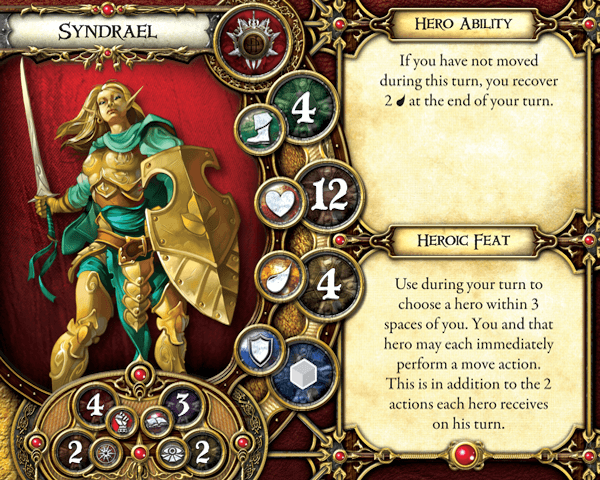 SYNDRAEL
4
12
4
4
3
2
2
HERO ABILITY
If you have not moved
during this turn, you recover
2 at the end of your turn.
HEROIC FEAT
Use during your turn to
choose a hero within 3
spaces of you. You and that
hero may each immediately
perform a move action.
This is in addition to the 2
actions each hero receives
on his turn.